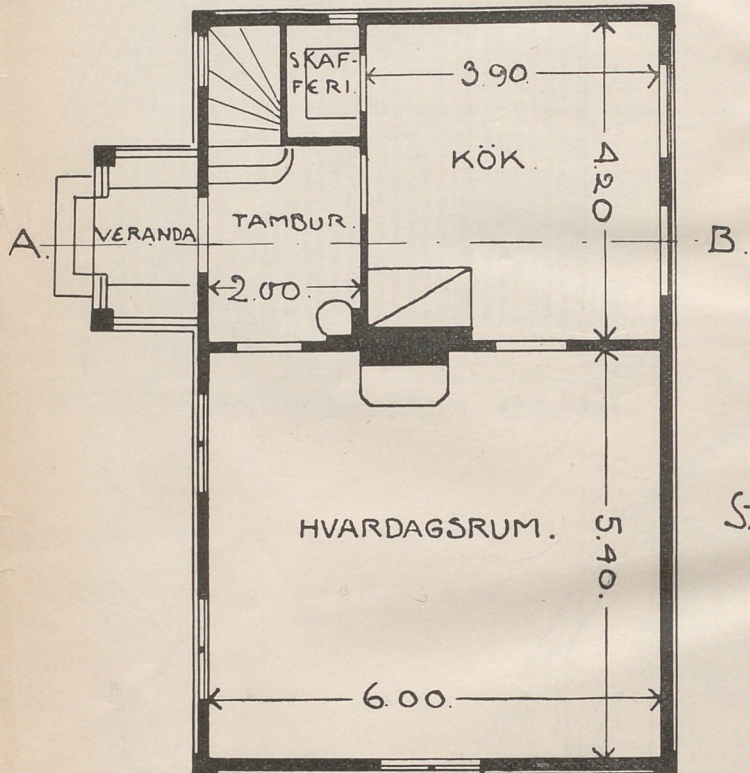 SKAF-
FERI.
3.90.
KÖK.
4.20
A.
VERANDA
TAMBUR.
B.
2.00.
HVARDAGSRUM.
5.40.
6.00.